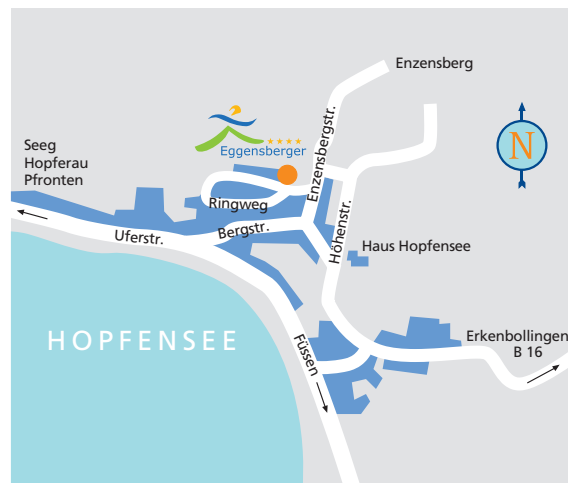 Enzensberg
Enzensbergstr.
N
★★★★
Eggensberger
Seeg
Hopferau
Pfronten
Ringweg
Bergstr.
Uferstr.
Höhenstr.
Haus Hopfensee
HOPFENSEE
Füssen
Erkenbollingen
B 16